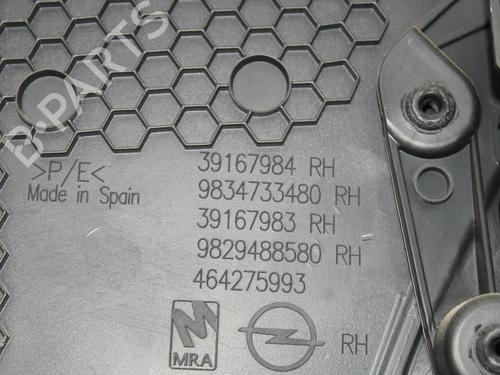 B-PARTS
>P/E<
Made in Spain
39167984 RH
9834733480 RH
39167983 RH
9829488580 RH
464275993
MRA
RH